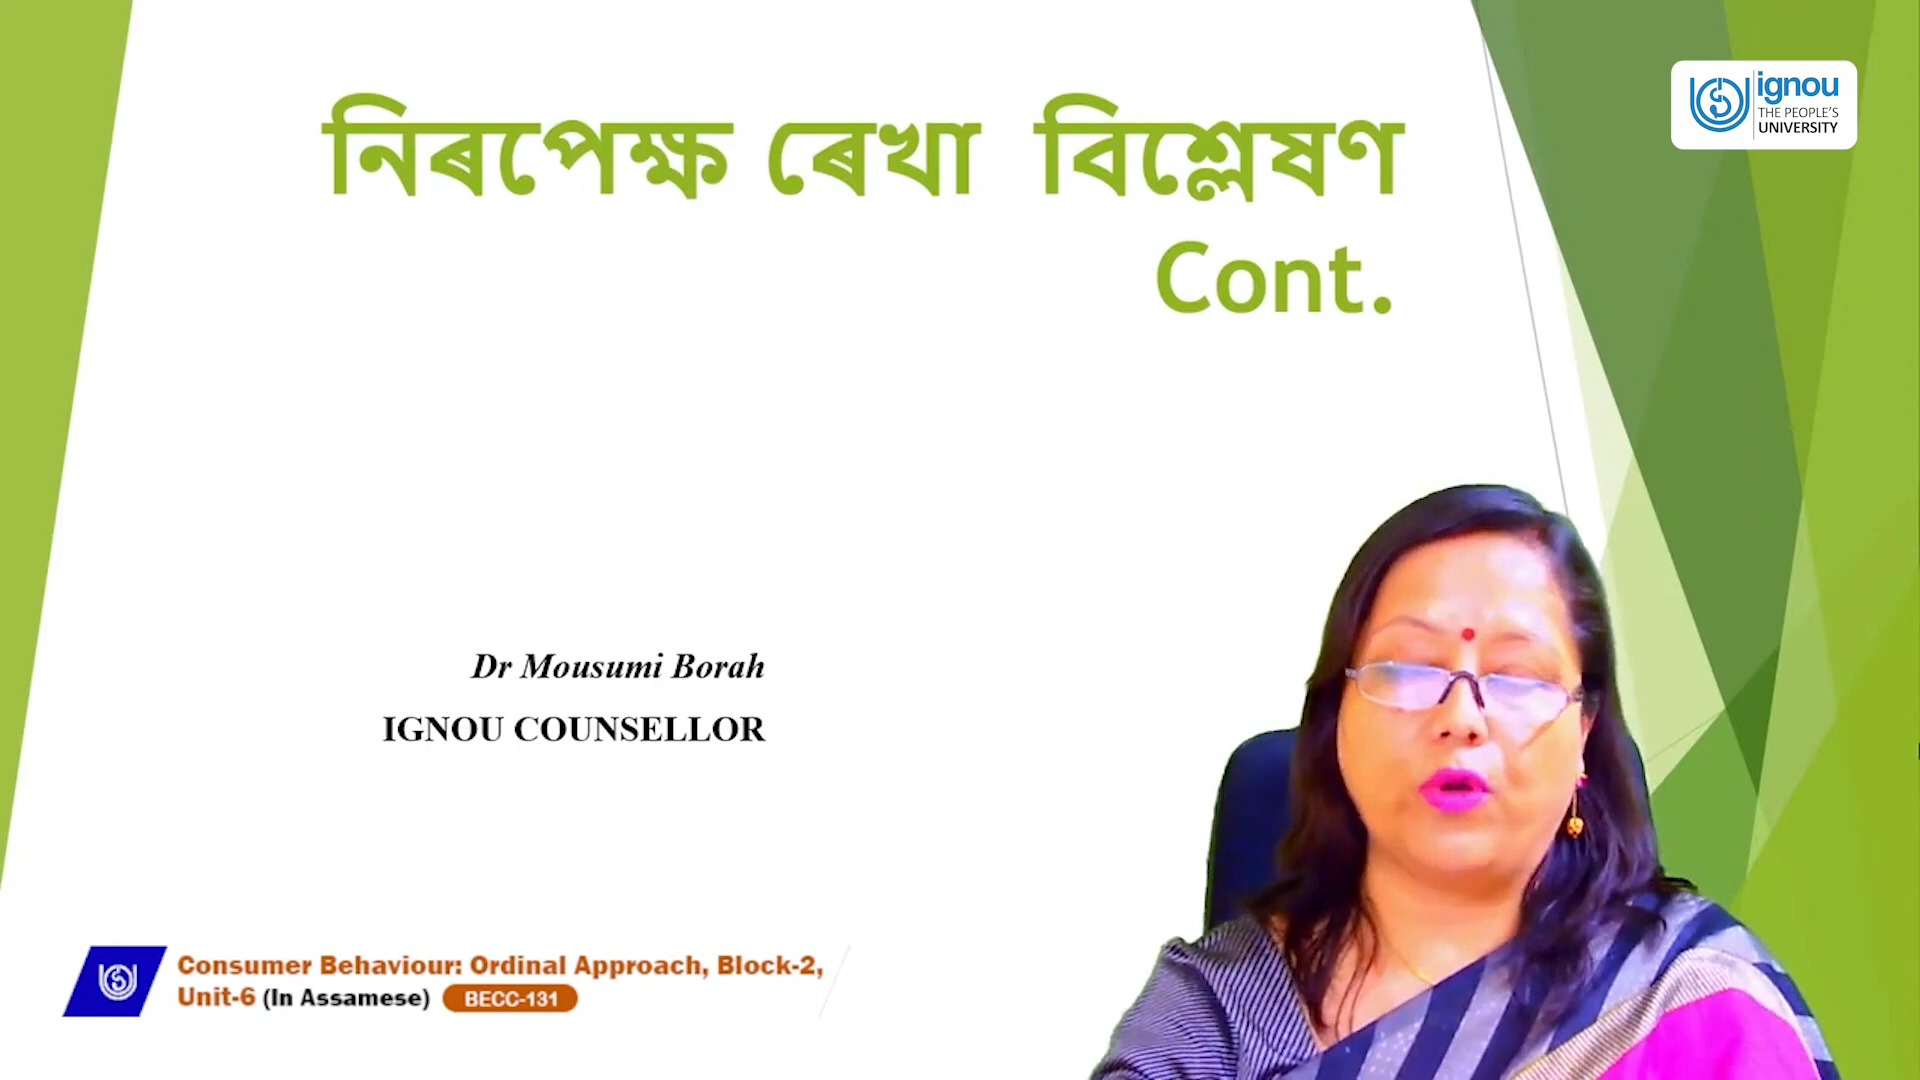 ignou
THE PEOPLE'S
UNIVERSITY
নিৰপেক্ষ ৰেখা বিশ্লেষণ
Cont.
Dr Mousumi Borah
IGNOU COUNSELLOR
Consumer Behaviour: Ordinal Approach, Block-2,
Unit-6 (In Assamese) BECC-131